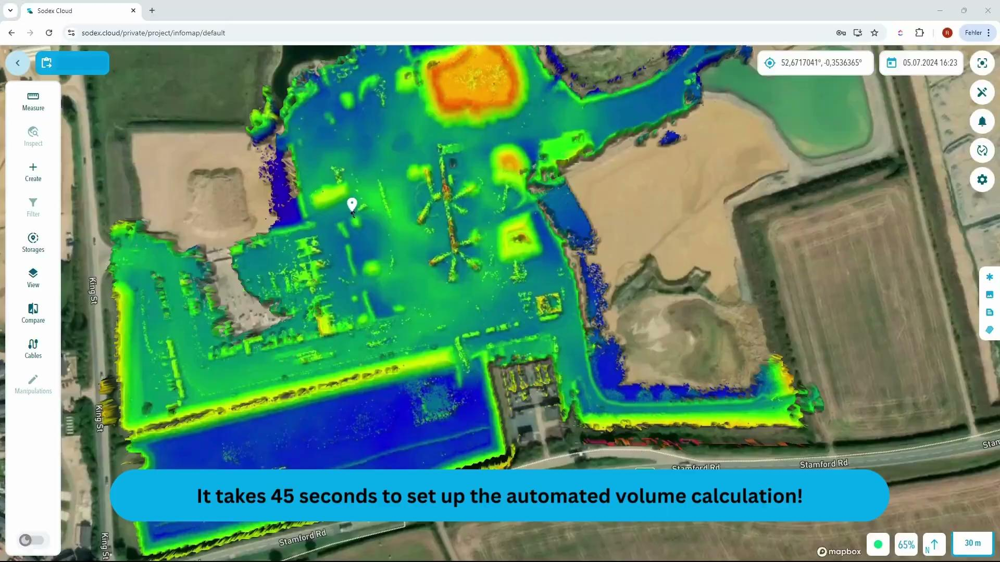 Sodex Cloud
sodex.cloud/private/project/infomap/default
R
Fehler
52,6717041°, -0,3536365°
05.07.2024 16:23
Measure
Inspect
Create
Filter
Storages
View
Compare
Cables
Manipulations
King St
King St
King St
Stam
Stamford Rd
Stamford Rd
It takes 45 seconds to set up the automated volume calculation!
Stamford Rd
mapbox
65%
N
30 m